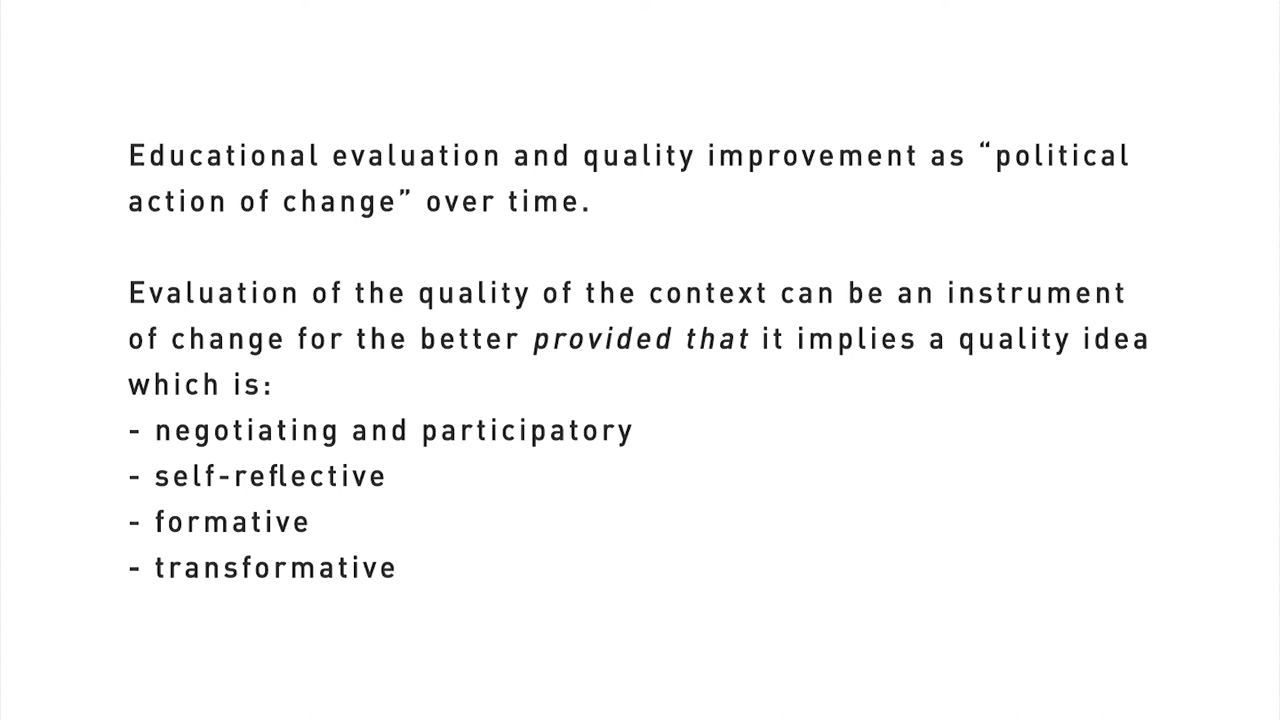 Educational evaluation and quality improvement as “political
action of change” over time.
Evaluation of the quality of the context can be an instrument
of change for the better provided that it implies a quality idea
which is:
- negotiating and participatory
- self-reflective
- formative
- transformative